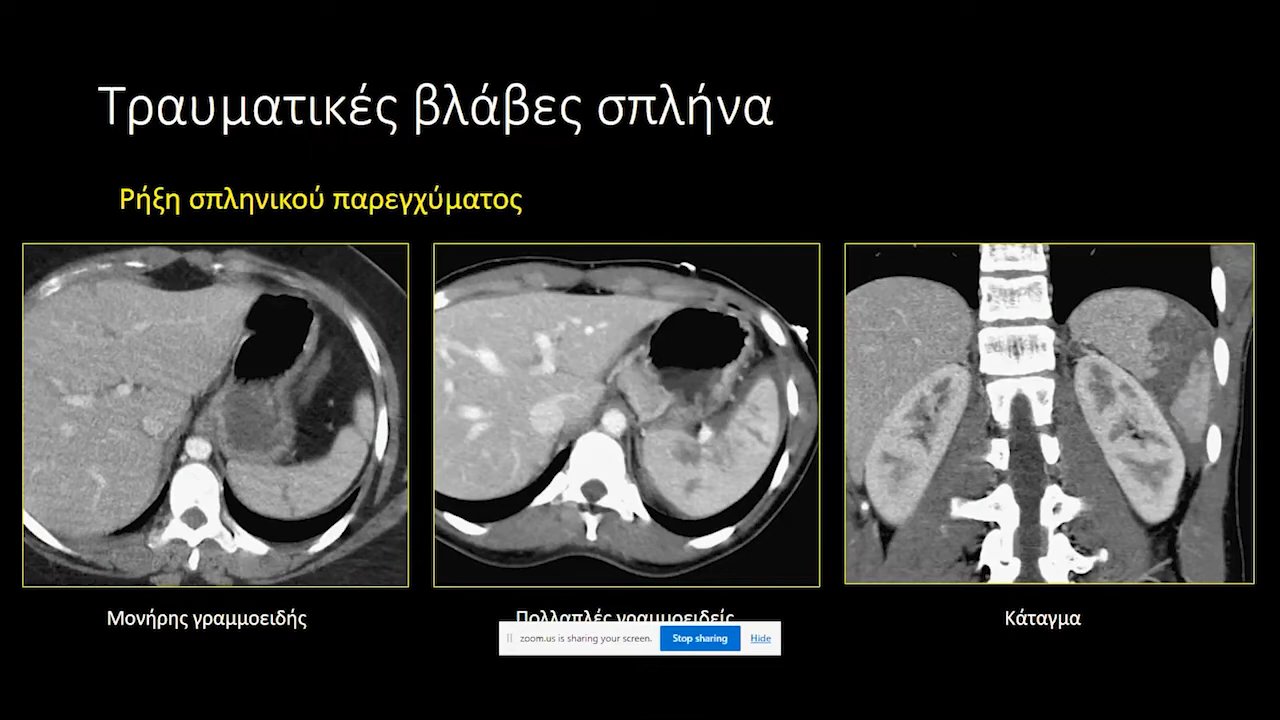 Τραυματικές βλάβες σπλήνα
Ρήξη σπληνικού παρεγχύματος
Μονήρης γραμμοειδής
Πολλαπλές γραμμοειδείς
Κάταγμα
zoom.us is sharing your screen. Stop sharing Hide